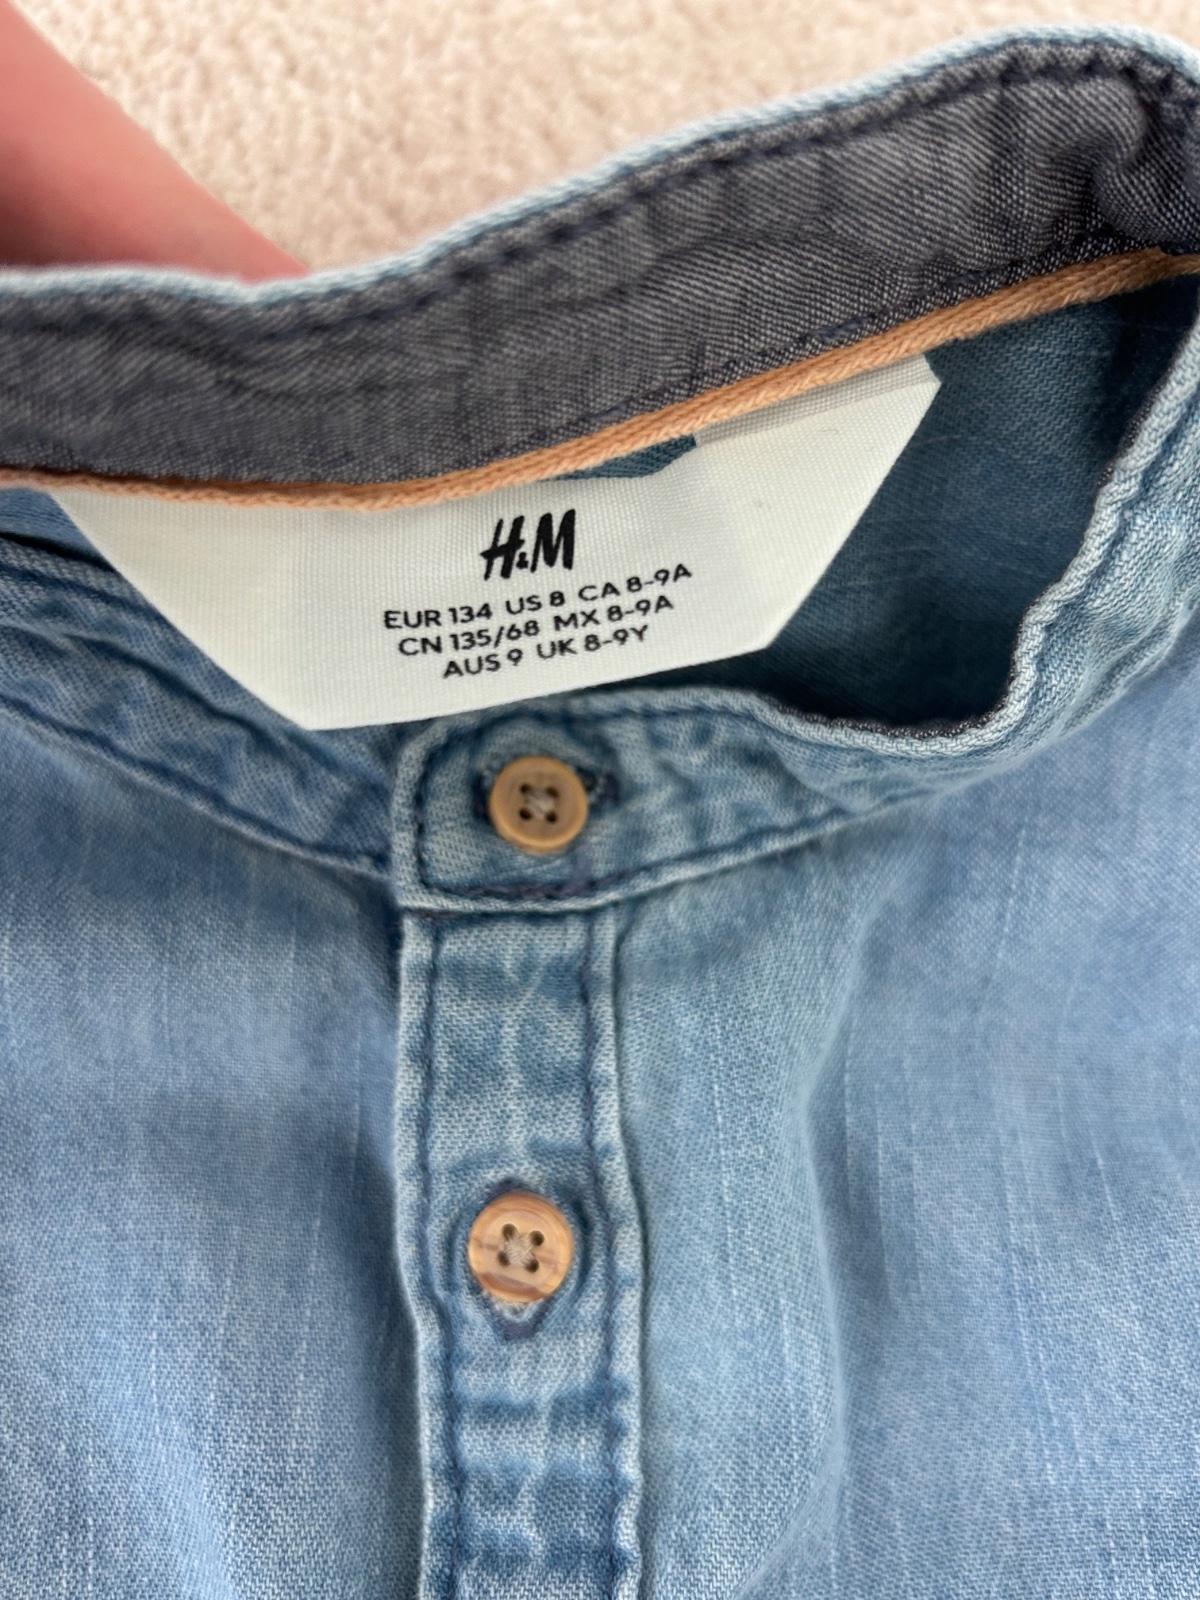 H&M
EUR 134 US 8 CA 8-9A
CN 135/68 MX 8-9A
AUS 9 UK 8-9Y